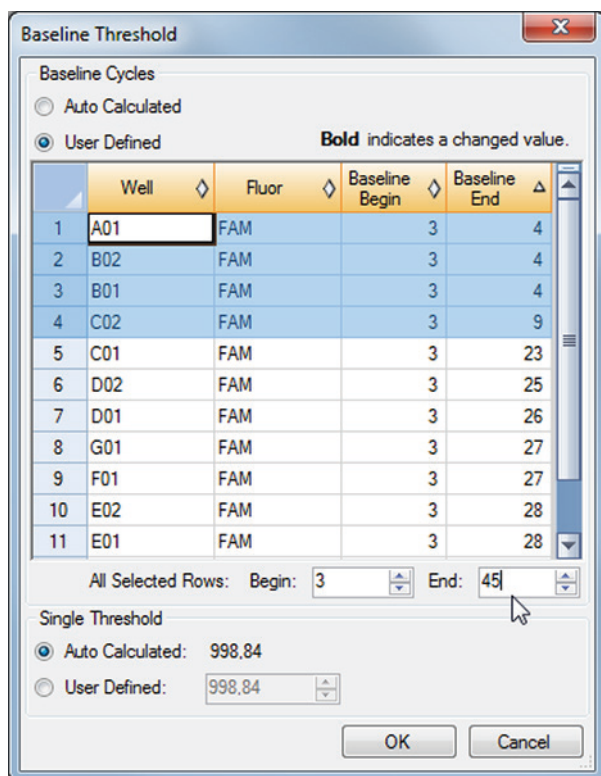 Baseline Threshold
Baseline Cycles
Auto Calculated
User Defined Bold indicates a changed value.
Well Fluor Baseline Begin Baseline End
1 A01 FAM 3 4
2 B02 FAM 3 4
3 B01 FAM 3 4
4 C02 FAM 3 9
5 C01 FAM 3 23
6 D02 FAM 3 25
7 D01 FAM 3 26
8 G01 FAM 3 27
9 F01 FAM 3 27
10 E02 FAM 3 28
11 E01 FAM 3 28
All Selected Rows: Begin: 3 End: 45
Single Threshold
Auto Calculated: 998,84
User Defined: 998,84
OK Cancel